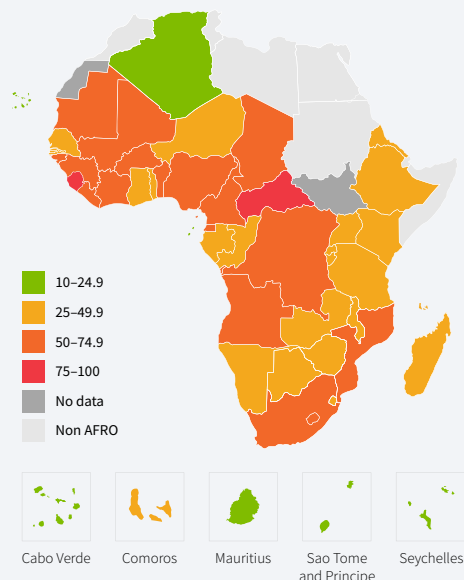 10–24.9
25–49.9
50–74.9
75–100
No data
Non AFRO
Cabo Verde
Comoros
Mauritius
Sao Tome
and Principe
Seychelles